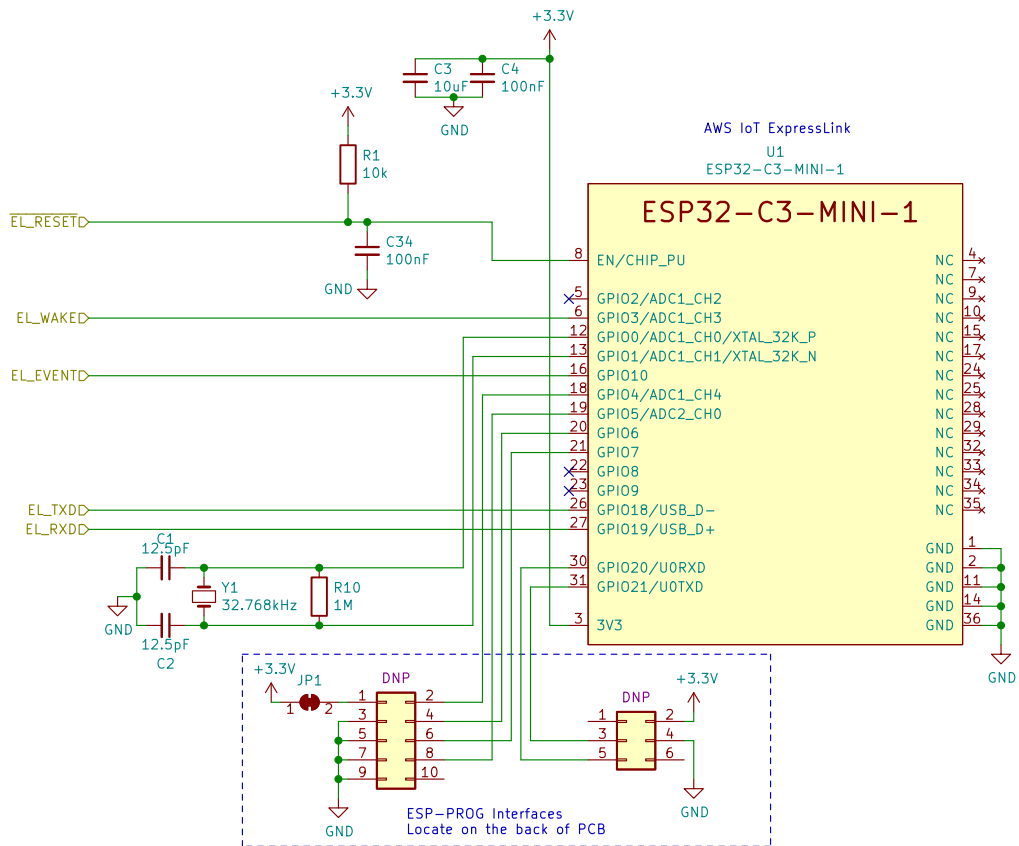 +3.3V
C3
10uF
C4
100nF
GND
+3.3V
R1
10k
EL_RESET
C34
100nF
GND
AWS IoT ExpressLink
U1
ESP32-C3-MINI-1
ESP32-C3-MINI-1
8 EN/CHIP_PU NC 4
NC 7
5 GPIO2/ADC1_CH2 NC 9
EL_WAKE 6 GPIO3/ADC1_CH3 NC 10
12 GPIO0/ADC1_CH0/XTAL_32K_P NC 15
13 GPIO1/ADC1_CH1/XTAL_32K_N NC 17
EL_EVENT 16 GPIO10 NC 24
18 GPIO4/ADC1_CH4 NC 25
19 GPIO5/ADC2_CH0 NC 28
20 GPIO6 NC 29
21 GPIO7 NC 32
22 GPIO8 NC 33
23 GPIO9 NC 34
EL_TXD 26 GPIO18/USB_D- NC 35
EL_RXD 27 GPIO19/USB_D+
GND 1
30 GPIO20/U0RXD GND 2
31 GPIO21/U0TXD GND 11
GND 14
3 3V3 GND 36
GND
C1
12.5pF
Y1
32.768kHz
R10
1M
GND
12.5pF
C2
+3.3V
JP1
1 2
DNP
1 2
3 4
5 6
7 8
9 10
GND
DNP
+3.3V
1 2
3 4
5 6
GND
ESP-PROG Interfaces
Locate on the back of PCB